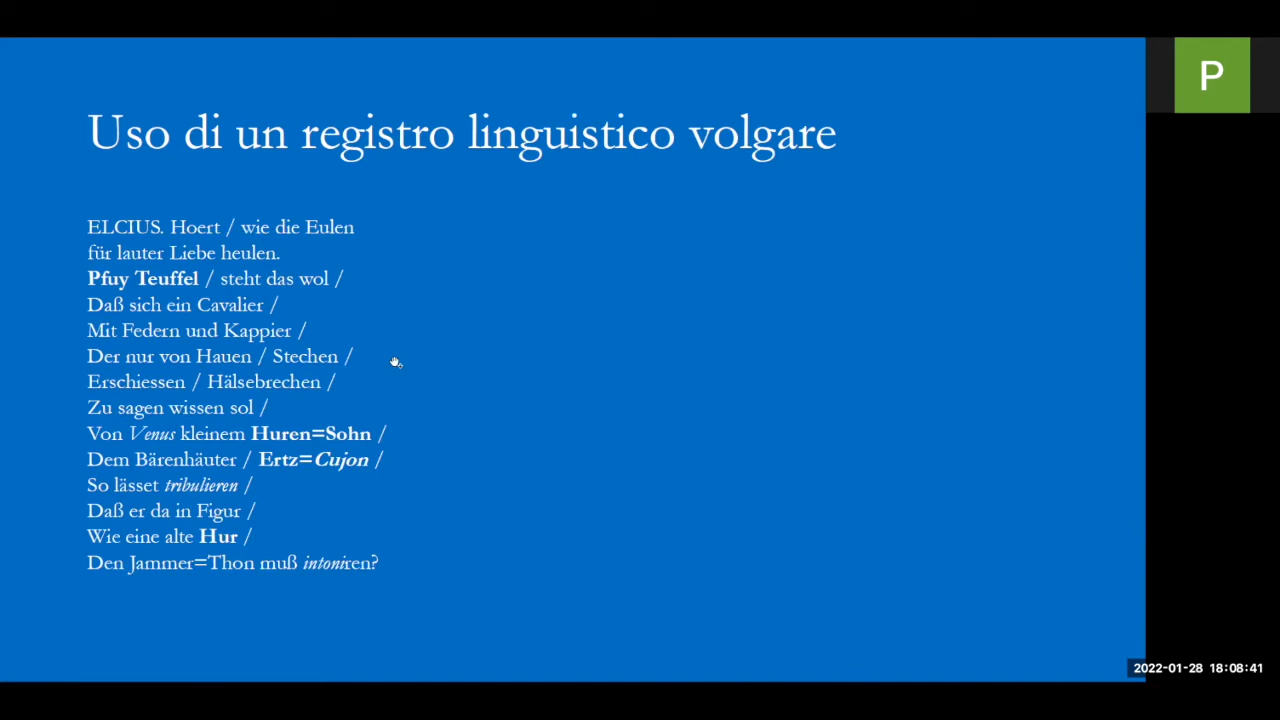 Uso di un registro linguistico volgare
ELCIUS. Hoert / wie die Eulen
für lauter Liebe heulen.
Pfuy Teuffel / steht das wol /
Daß sich ein Cavalier /
Mit Federn und Kappier /
Der nur von Hauen / Stechen /
Erschiessen / Hälsebrechen /
Zu sagen wissen sol /
Von Venus kleinem Huren=Sohn /
Dem Bärenhäuter / Ertz=Cujon /
So lässet tribulieren /
Daß er da in Figur /
Wie eine alte Hur /
Den Jammer=Thon muß intoniren?
P
2022-01-28 18:08:41